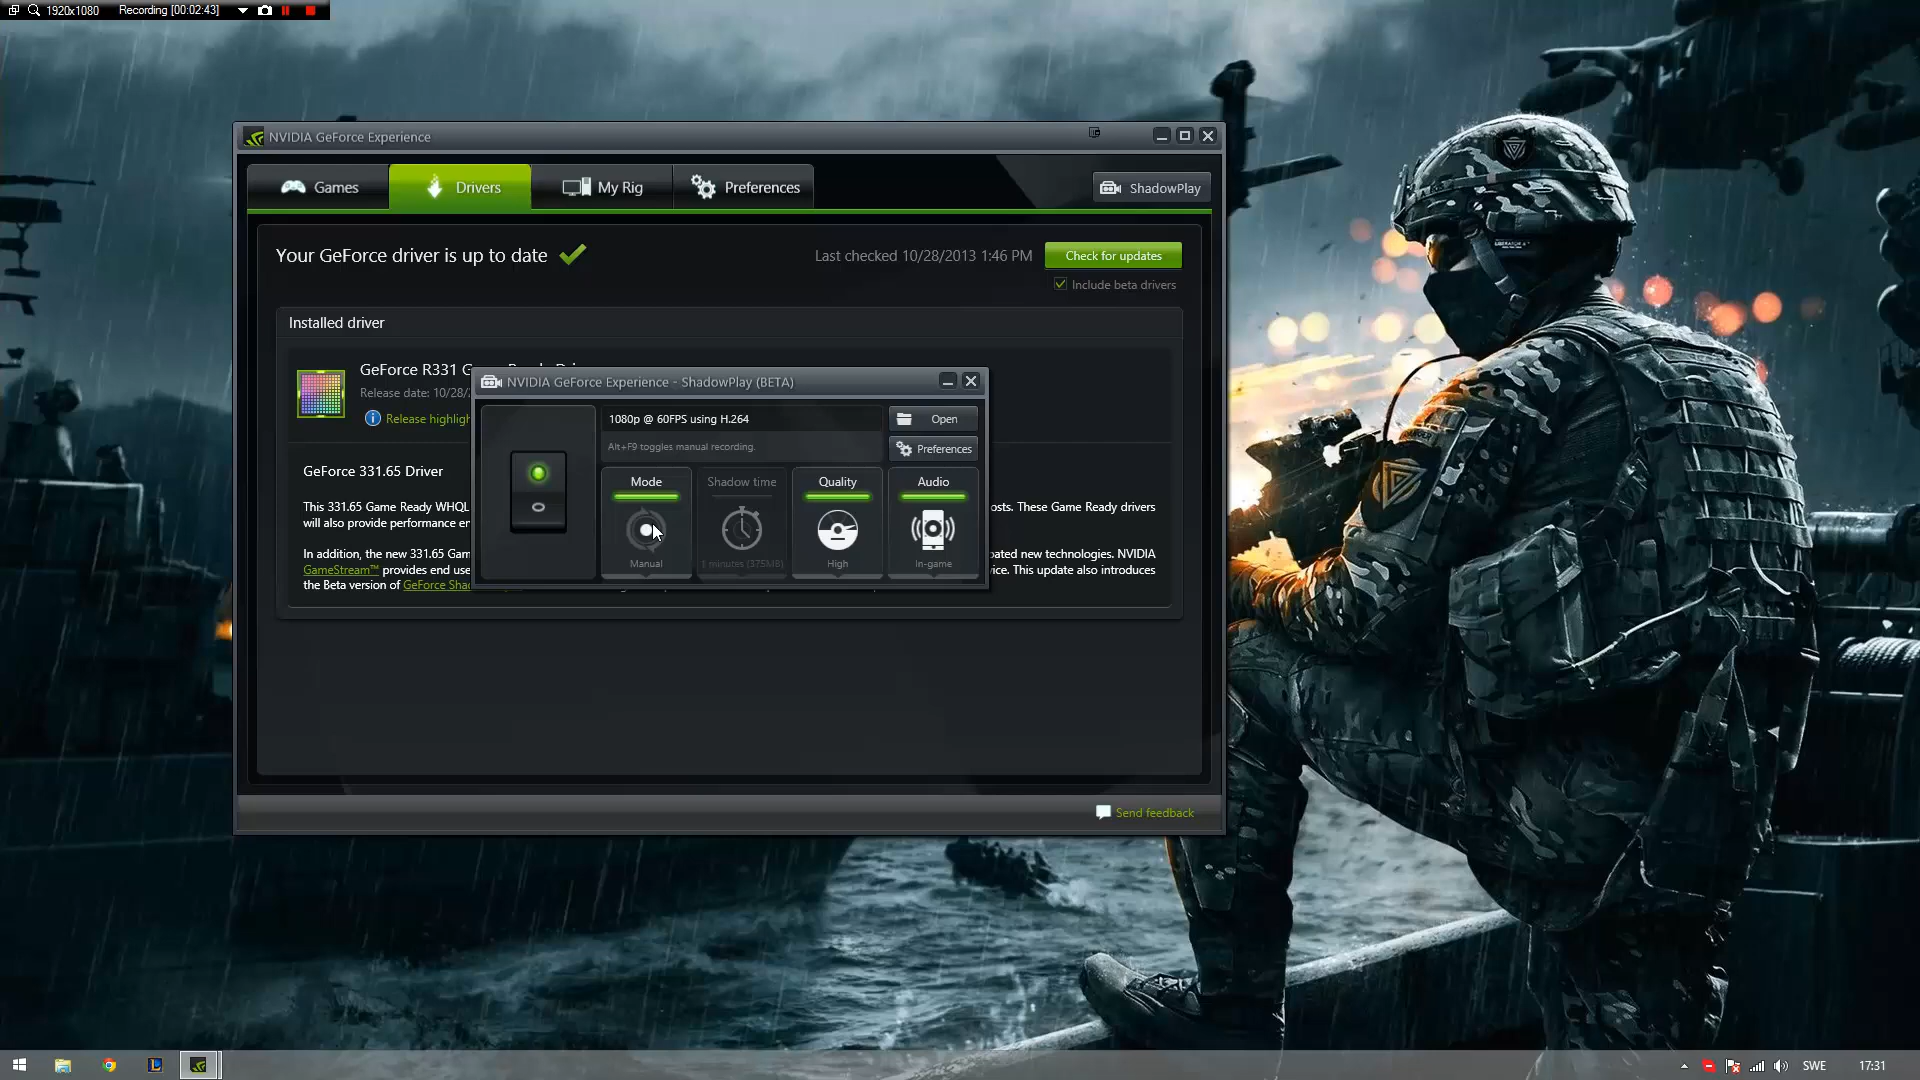 1920x1080 Recording [00:02:43]
NVIDIA GeForce Experience
Games
Drivers
My Rig
Preferences
ShadowPlay
Your GeForce driver is up to date
Last checked 10/28/2013 1:46 PM
Check for updates
Include beta drivers
Installed driver
GeForce R331 G
Release date: 10/28/
Release highligh
NVIDIA GeForce Experience - ShadowPlay (BETA)
1080p @ 60FPS using H.264
Open
Alt+F9 toggles manual recording.
Preferences
Mode
Manual
Shadow time
1 minutes (375MB)
Quality
High
Audio
In-game
GeForce 331.65 Driver
This 331.65 Game Ready WHQL
osts. These Game Ready drivers
will also provide performance en
In addition, the new 331.65 Gam
pated new technologies. NVIDIA
GameStream™ provides end use
ice. This update also introduces
the Beta version of GeForce Shad
Send feedback
SWE
17:31